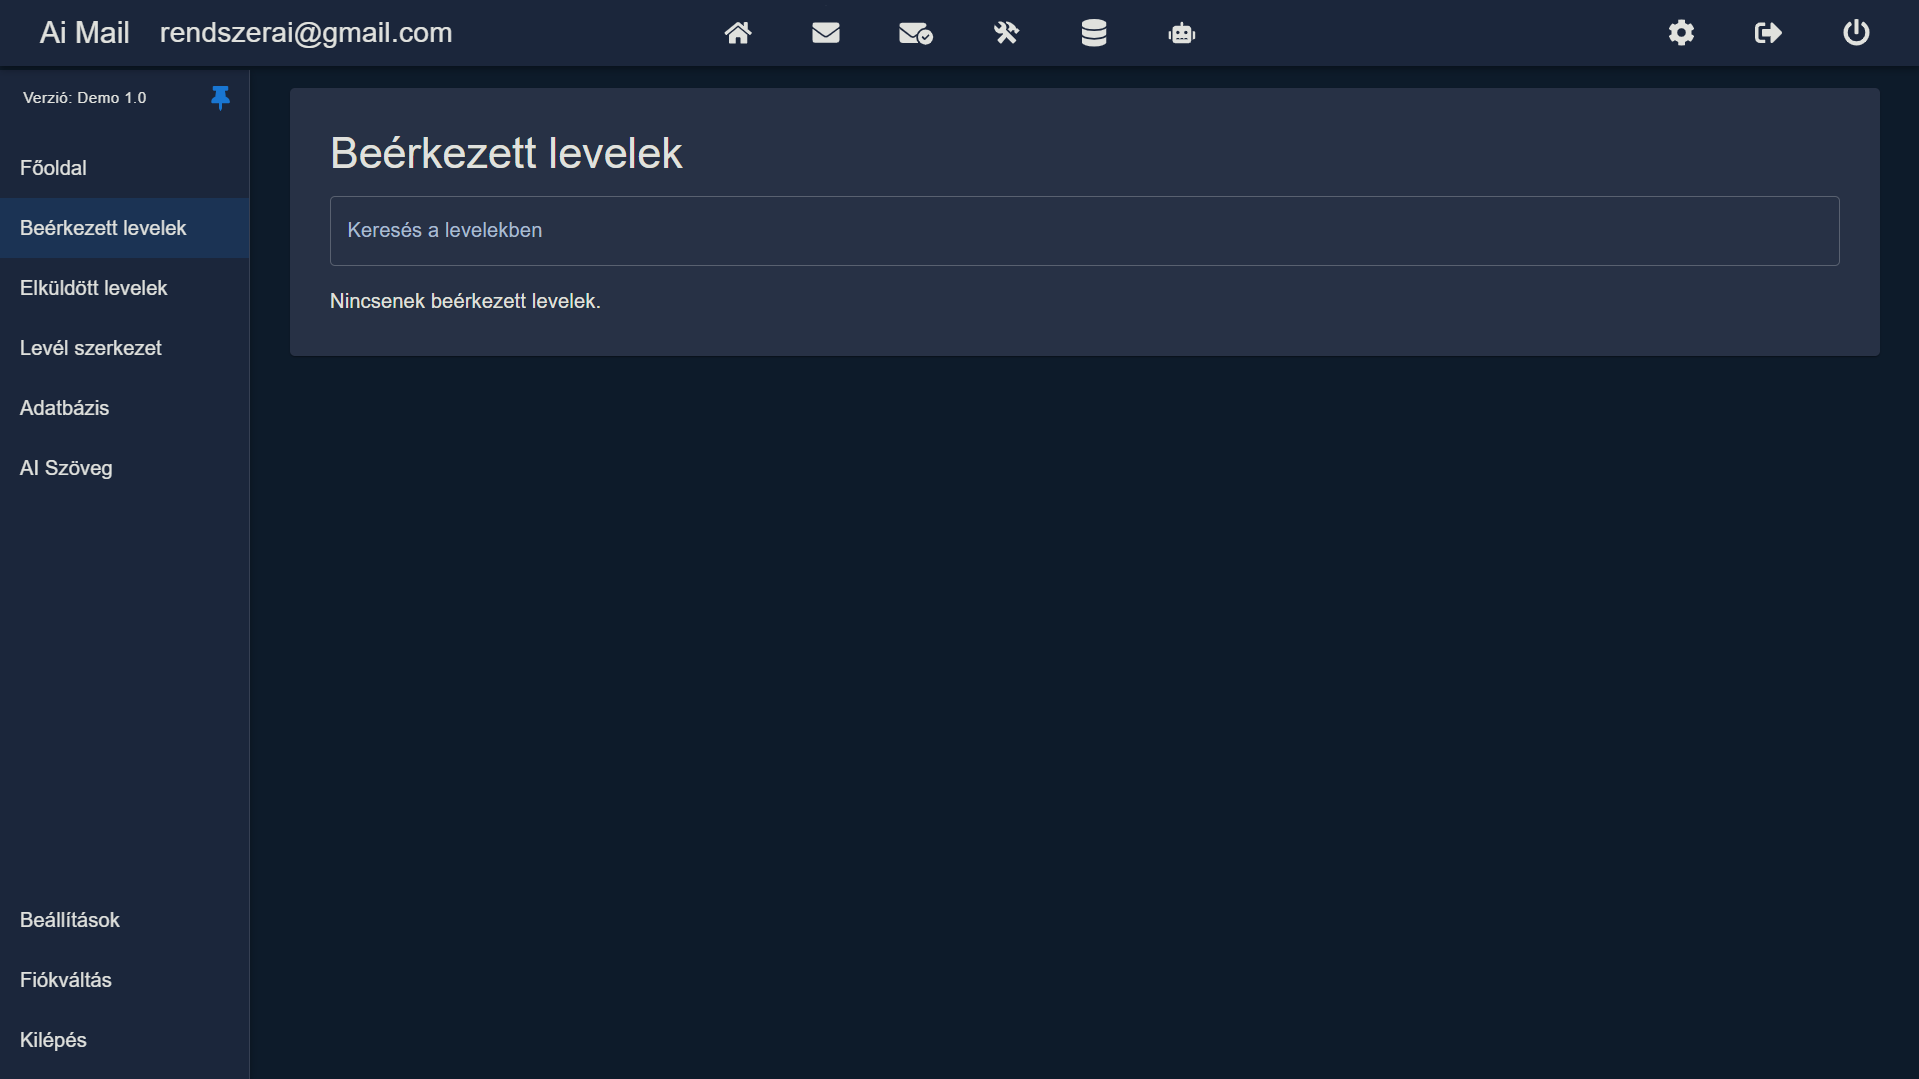 Ai Mail rendszerai@gmail.com
Verzió: Demo 1.0
Főoldal
Beérkezett levelek
Elküldött levelek
Levél szerkezet
Adatbázis
AI Szöveg
Beállítások
Fiókváltás
Kilépés
Beérkezett levelek
Keresés a levelekben
Nincsenek beérkezett levelek.